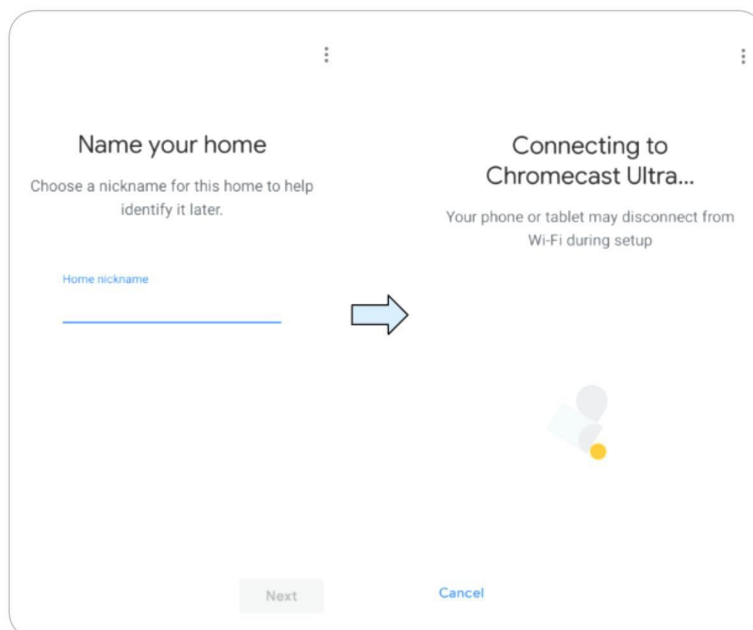 Name your home
Choose a nickname for this home to help
identify it later.
Home nickname
Next
Connecting to
Chromecast Ultra...
Your phone or tablet may disconnect from
Wi-Fi during setup
Cancel